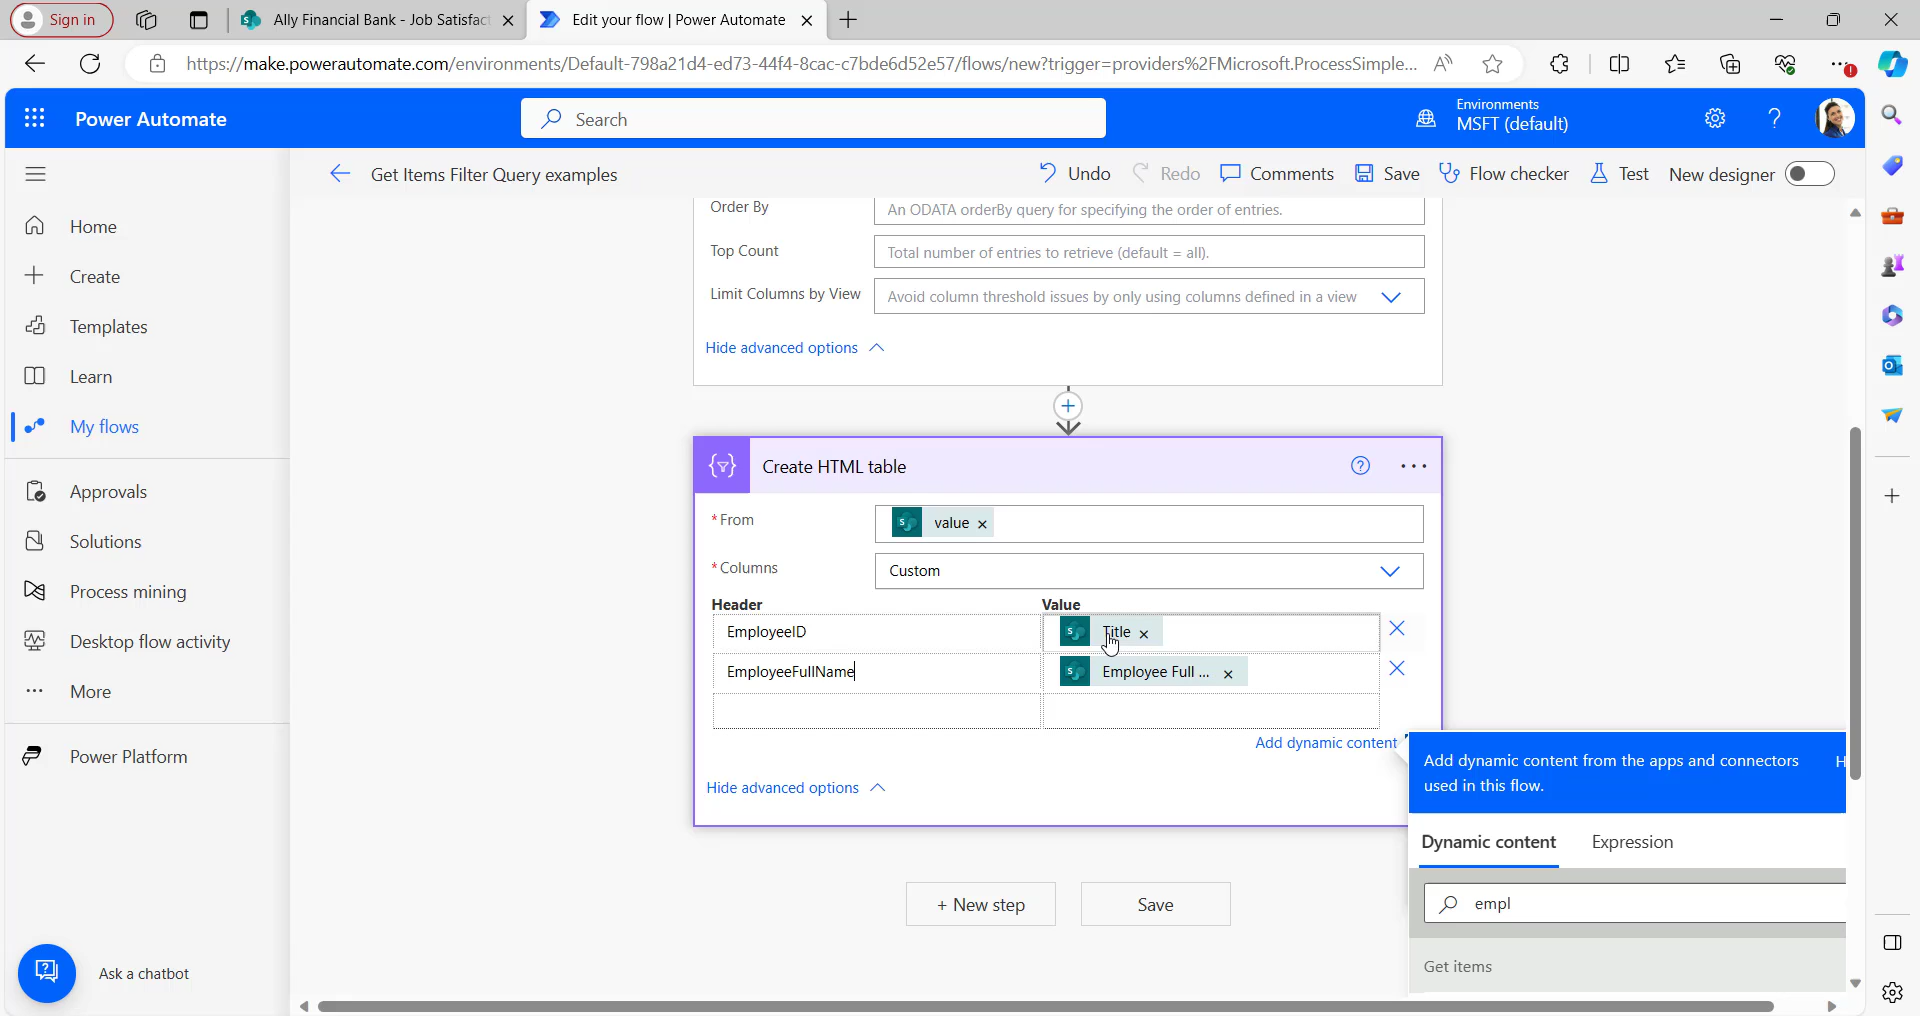 Sign in
Ally Financial Bank - Job Satisfact
Edit your flow | Power Automate
https://make.powerautomate.com/environments/Default-798a21d4-ed73-44f4-8cac-c7bde6d52e57/flows/new?trigger=providers%2FMicrosoft.ProcessSimple...
Power Automate
Search
Environments
MSFT (default)
Get Items Filter Query examples
Undo
Redo
Comments
Save
Flow checker
Test
New designer
Home
Create
Templates
Learn
My flows
Approvals
Solutions
Process mining
Desktop flow activity
More
Power Platform
Ask a chatbot
Order By
An ODATA orderBy query for specifying the order of entries.
Top Count
Total number of entries to retrieve (default = all).
Limit Columns by View
Avoid column threshold issues by only using columns defined in a view
Hide advanced options
Create HTML table
* From
value
* Columns
Custom
Header Value
EmployeeID
Title
EmployeeFullName
Employee Full ...
Add dynamic content
Hide advanced options
+ New step
Save
Add dynamic content from the apps and connectors
used in this flow.
H
Dynamic content
Expression
empl
Get items